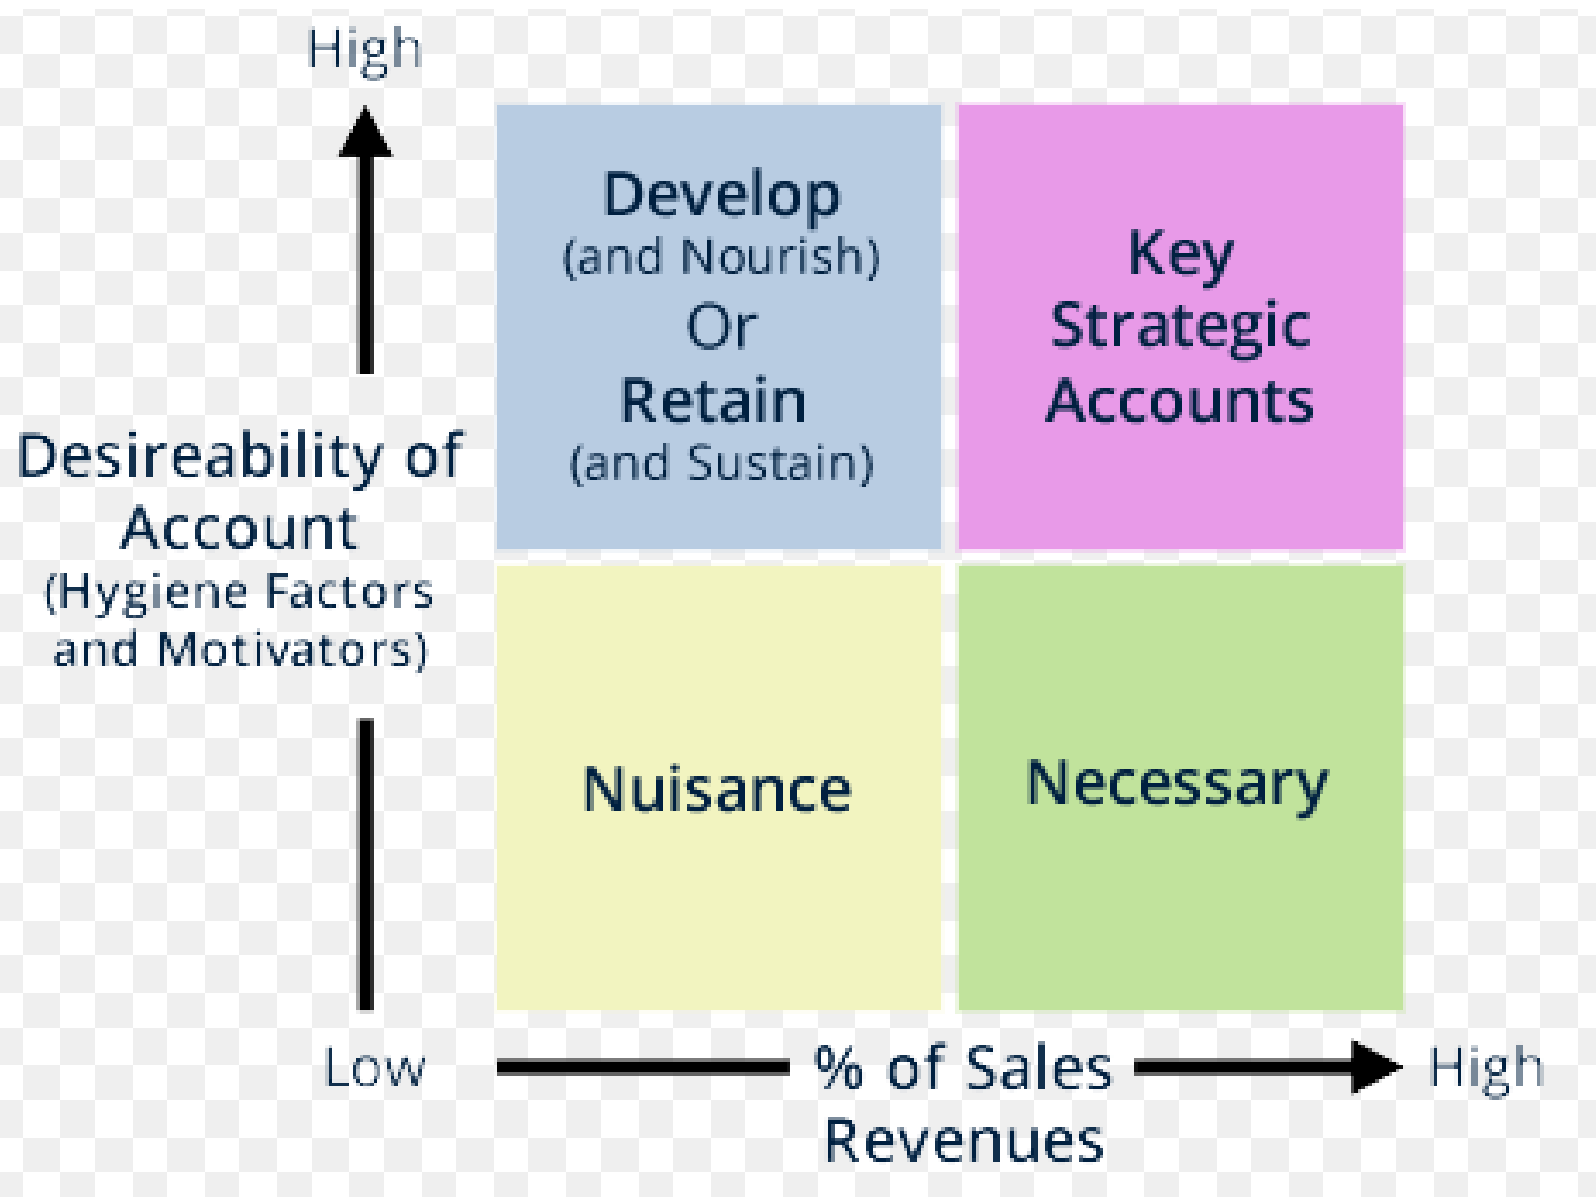 High
Develop
(and Nourish)
Or
Retain
(and Sustain)
Key
Strategic
Accounts
Desireability of
Account
(Hygiene Factors
and Motivators)
Nuisance
Necessary
Low
% of Sales
Revenues
High